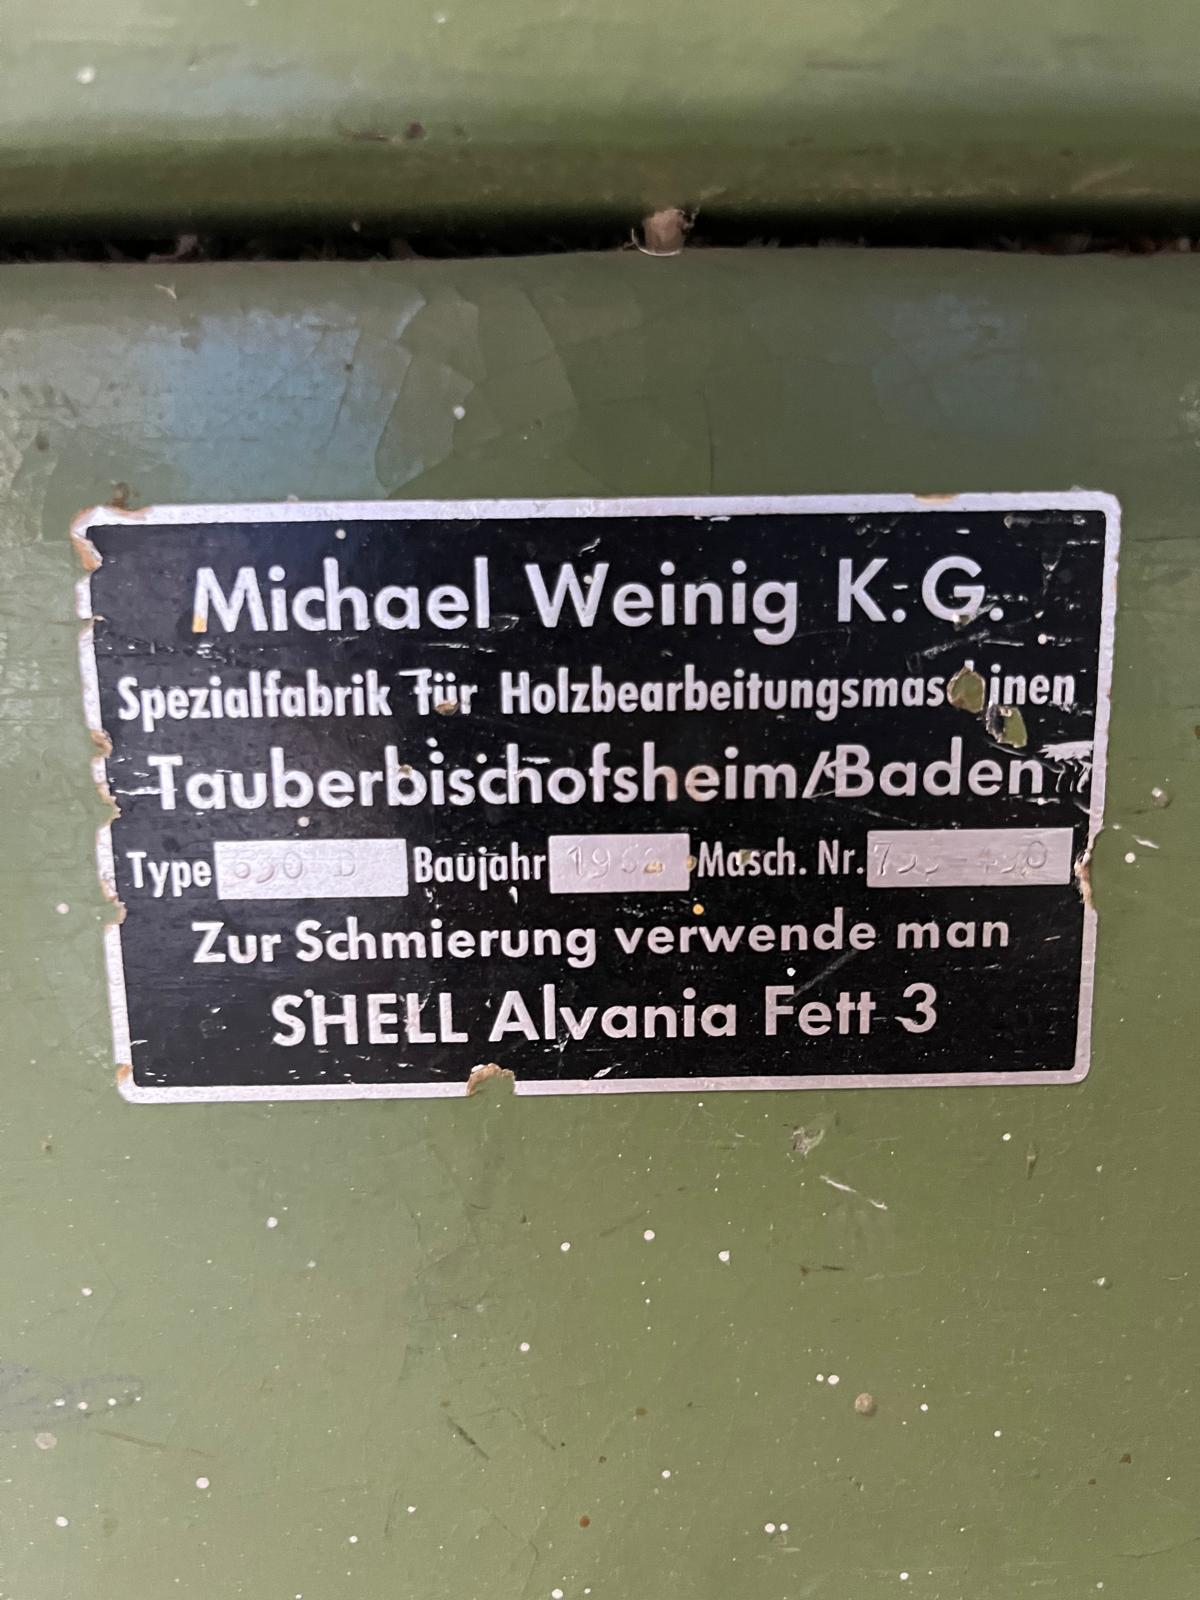 Michael Weinig K.G.
Spezialfabrik für Holzbearbeitungsmaschinen
Tauberbischofsheim/Baden
Type Baujahr Masch. Nr.
Zur Schmierung verwende man
SHELL Alvania Fett 3